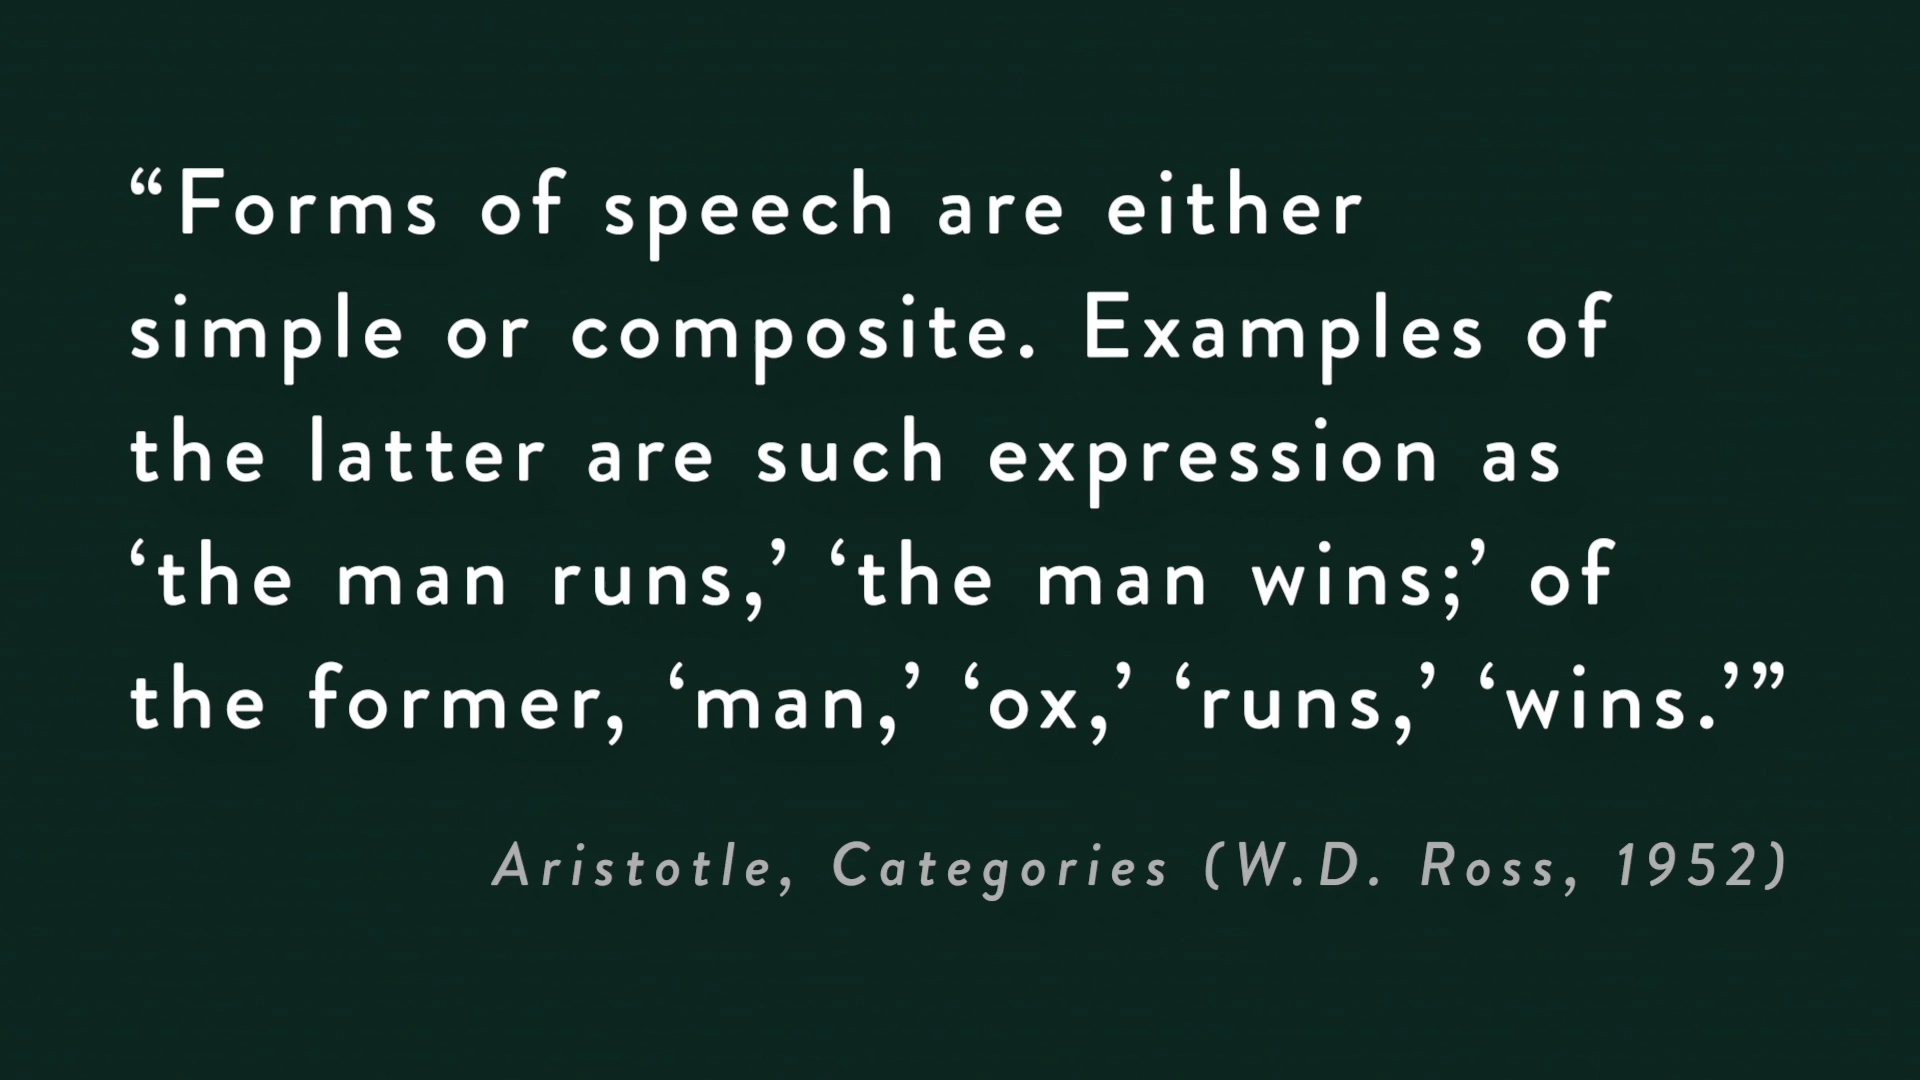 “Forms of speech are either
simple or composite. Examples of
the latter are such expression as
‘the man runs,’ ‘the man wins;’ of
the former, ‘man,’ ‘ox,’ ‘runs,’ ‘wins.’”
Aristotle, Categories (W.D. Ross, 1952)